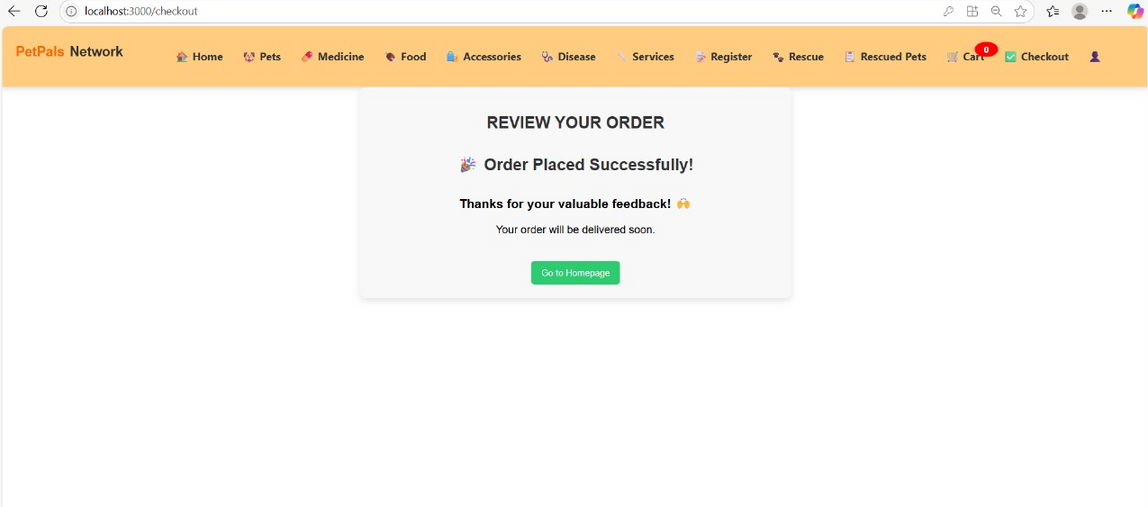 localhost:3000/checkout
PetPals Network
Home Pets Medicine Food Accessories Disease Services Register Rescue Rescued Pets Cart 0 Checkout
REVIEW YOUR ORDER
🎉 Order Placed Successfully!
Thanks for your valuable feedback! 🙌
Your order will be delivered soon.
Go to Homepage